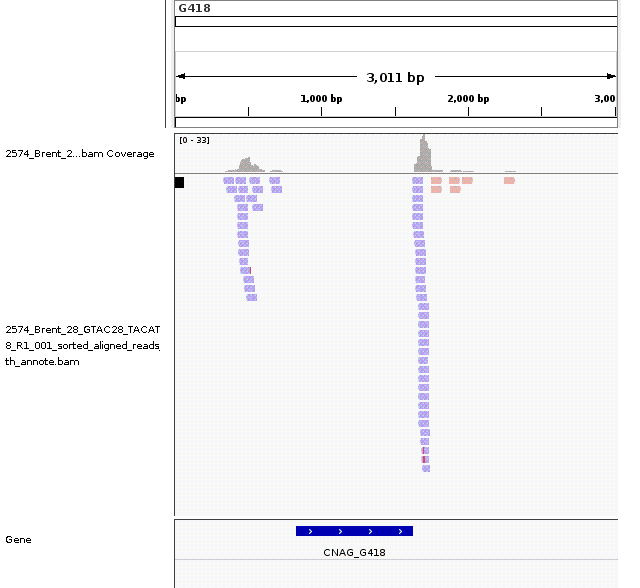 G418
3,011 bp
bp 1,000 bp 2,000 bp 3,00
[0 - 33]
2574_Brent_2...bam Coverage
2574_Brent_28_GTAC28_TACAT
8_R1_001_sorted_aligned_reads_
th_annote.bam
Gene
CNAG_G418